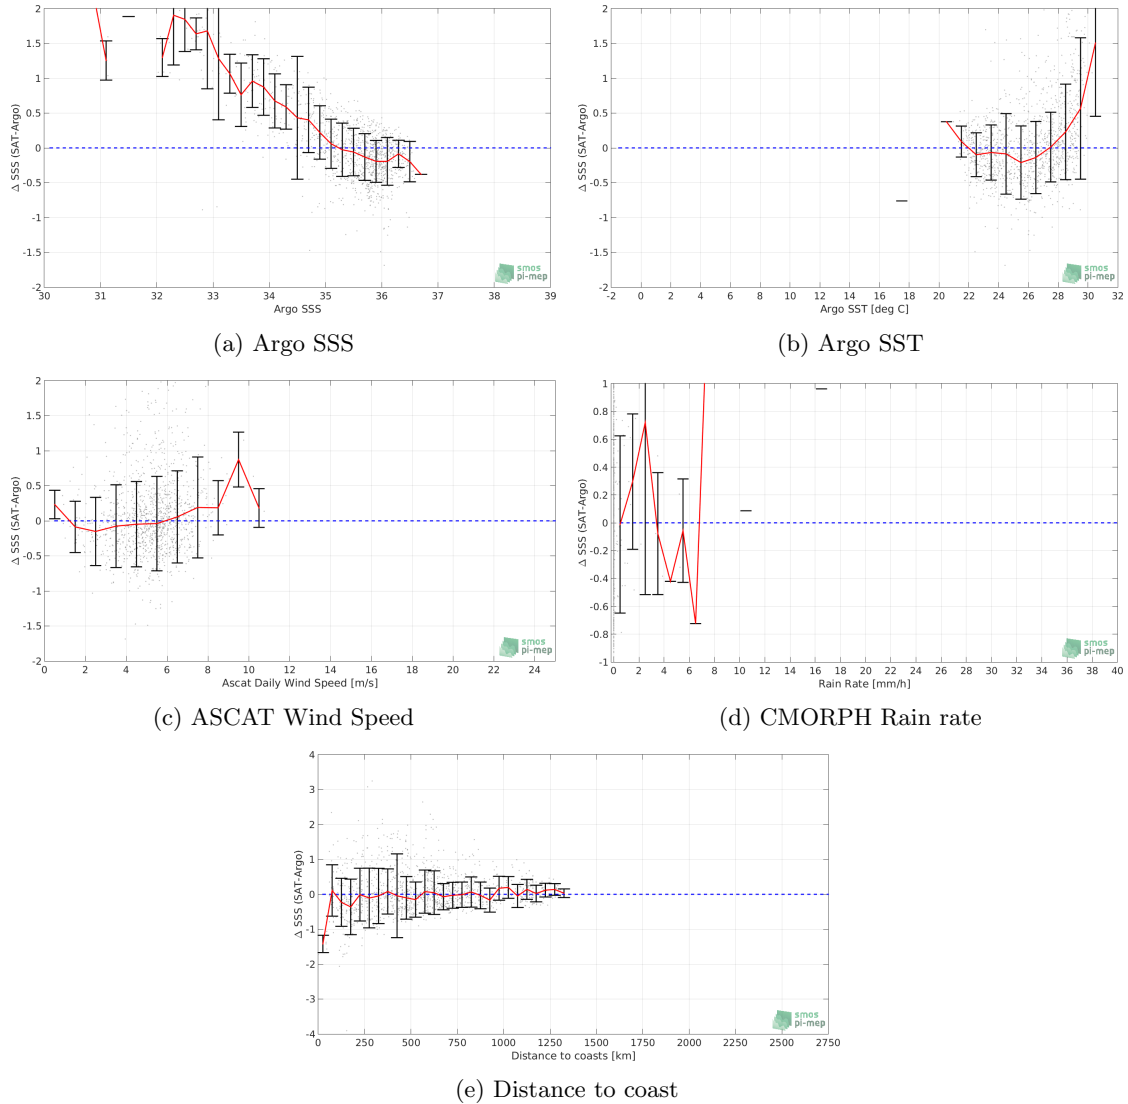 2
1.5
1
0.5
0
-0.5
-1
-1.5
-2
Δ SSS (SAT-Argo)
30 31 32 33 34 35 36 37 38 39
Argo SSS
smos
pi-mep
(a) Argo SSS
2
1.5
1
0.5
0
-0.5
-1
-1.5
-2
Δ SSS (SAT-Argo)
-2 0 2 4 6 8 10 12 14 16 18 20 22 24 26 28 30 32
Argo SST [deg C]
smos
pi-mep
(b) Argo SST
2
1.5
1
0.5
0
-0.5
-1
-1.5
-2
Δ SSS (SAT-Argo)
0 2 4 6 8 10 12 14 16 18 20 22 24
Ascat Daily Wind Speed [m/s]
smos
pi-mep
(c) ASCAT Wind Speed
1
0.8
0.6
0.4
0.2
0
-0.2
-0.4
-0.6
-0.8
-1
Δ SSS (SAT-Argo)
0 2 4 6 8 10 12 14 16 18 20 22 24 26 28 30 32 34 36 38 40
Rain Rate [mm/h]
smos
pi-mep
(d) CMORPH Rain rate
4
3
2
1
0
-1
-2
-3
-4
Δ SSS (SAT-Argo)
0 250 500 750 1000 1250 1500 1750 2000 2250 2500 2750
Distance to coasts [km]
smos
pi-mep
(e) Distance to coast